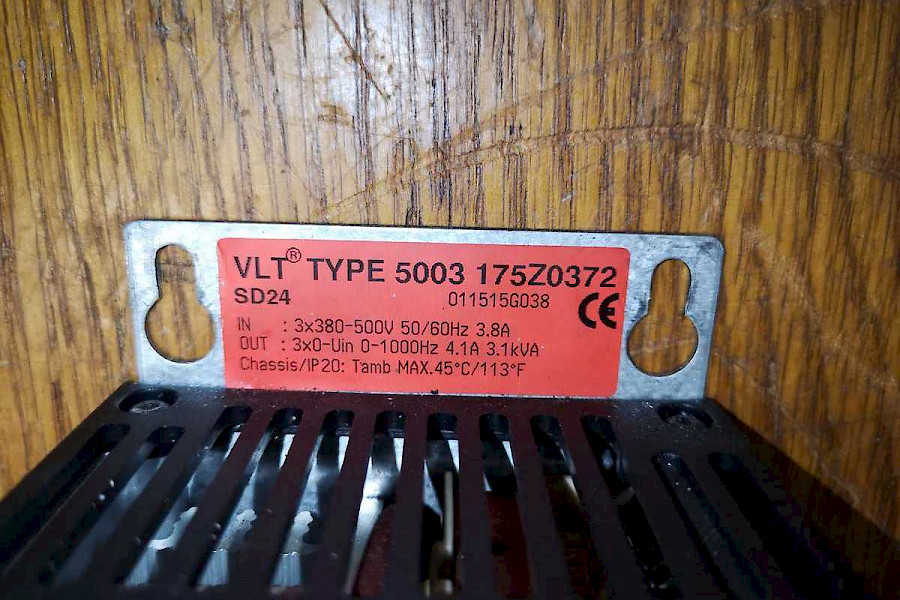 VLT® TYPE 5003 175Z0372
SD24 011515G038
CE
IN : 3x380-500V 50/60Hz 3.8A
OUT : 3x0-Uin 0-1000Hz 4.1A 3.1kVA
Chassis/IP20: Tamb MAX.45°C/113°F